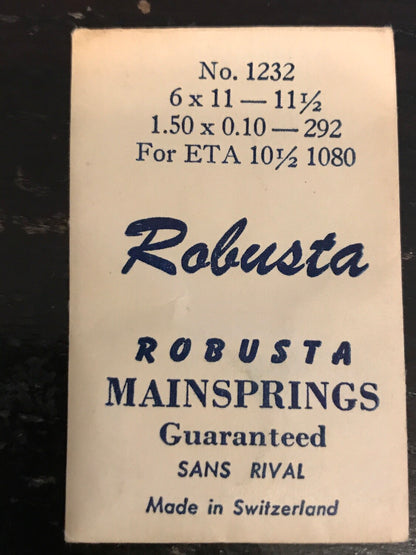 No. 1232
6 x 11 — 11½
1.50 x 0.10 — 292
For ETA 10½ 1080
Robusta
ROBUSTA
MAINSPRINGS
Guaranteed
SANS RIVAL
Made in Switzerland